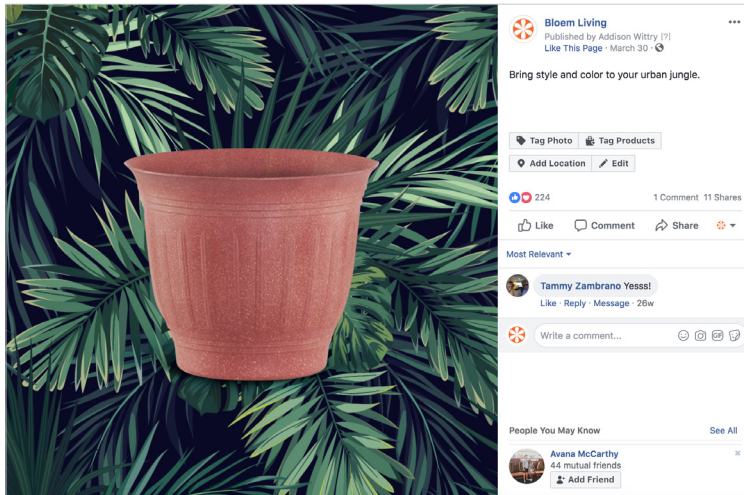 Bloem Living
Published by Addison Wittry [?]
Like This Page · March 30 ·
Bring style and color to your urban jungle.
Tag Photo
Tag Products
Add Location
Edit
224
1 Comment 11 Shares
Like
Comment
Share
Most Relevant
Tammy Zambrano Yesss!
Like · Reply · Message · 26w
Write a comment...
GIF
People You May Know
See All
Avana McCarthy
44 mutual friends
Add Friend